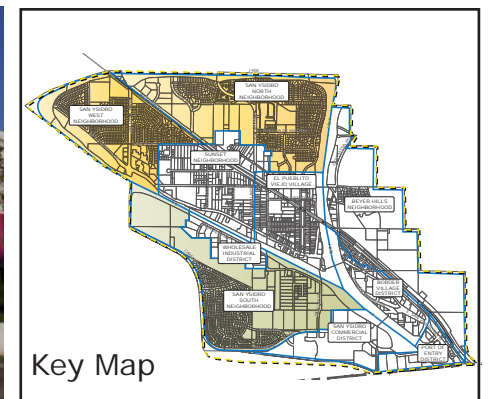 SAN YSIDRO
NORTH
NEIGHBORHOOD
SAN YSIDRO
WEST
NEIGHBORHOOD
SUNSET
NEIGHBORHOOD
EL PUEBLITO
VIEJO VILLAGE
BEYER HILLS
NEIGHBORHOOD
WHOLESALE
INDUSTRIAL
DISTRICT
BORDER
VILLAGE
DISTRICT
SAN YSIDRO
SOUTH
NEIGHBORHOOD
SAN YSIDRO
COMMERCIAL
DISTRICT
PORT OF
ENTRY
DISTRICT
Key Map